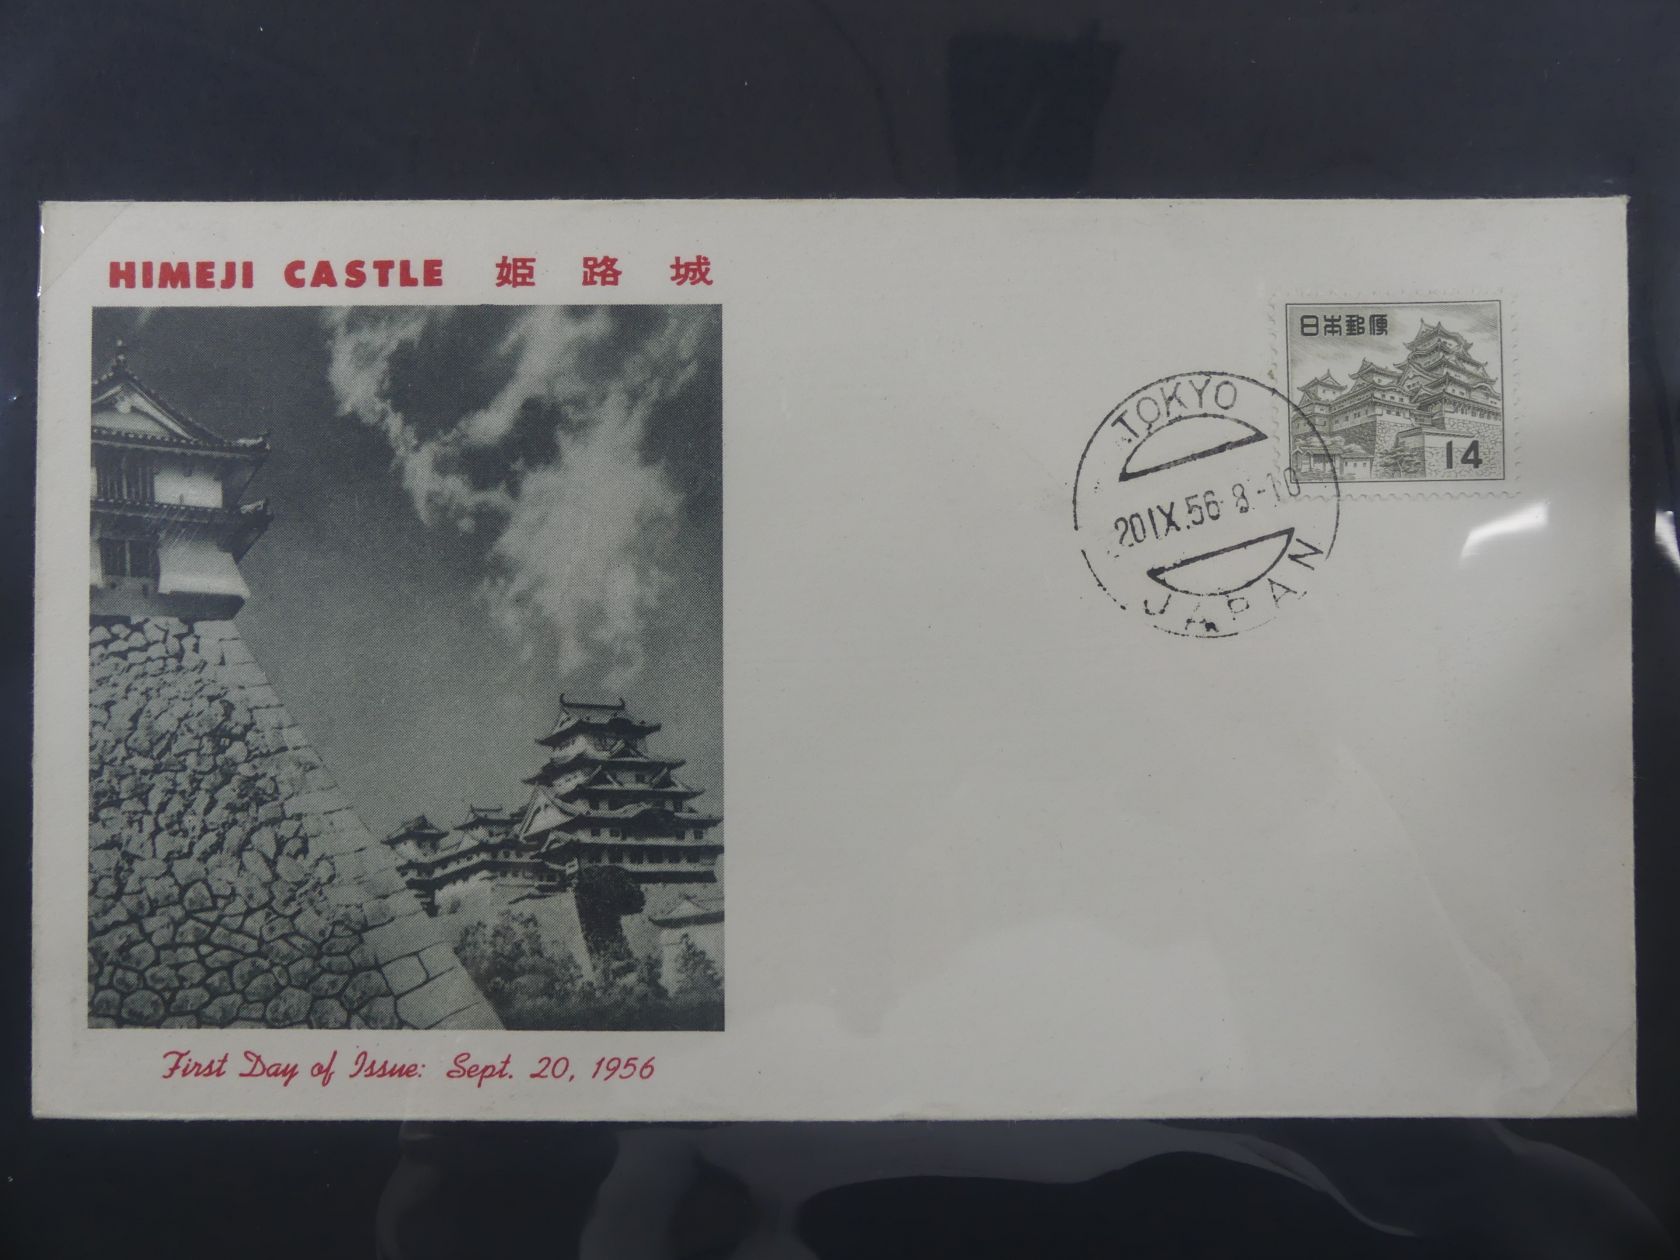 HIMEJI CASTLE 姫路城
日本郵便
14
TOKYO
20.IX.56.8-10
JAPAN
First Day of Issue: Sept. 20, 1956